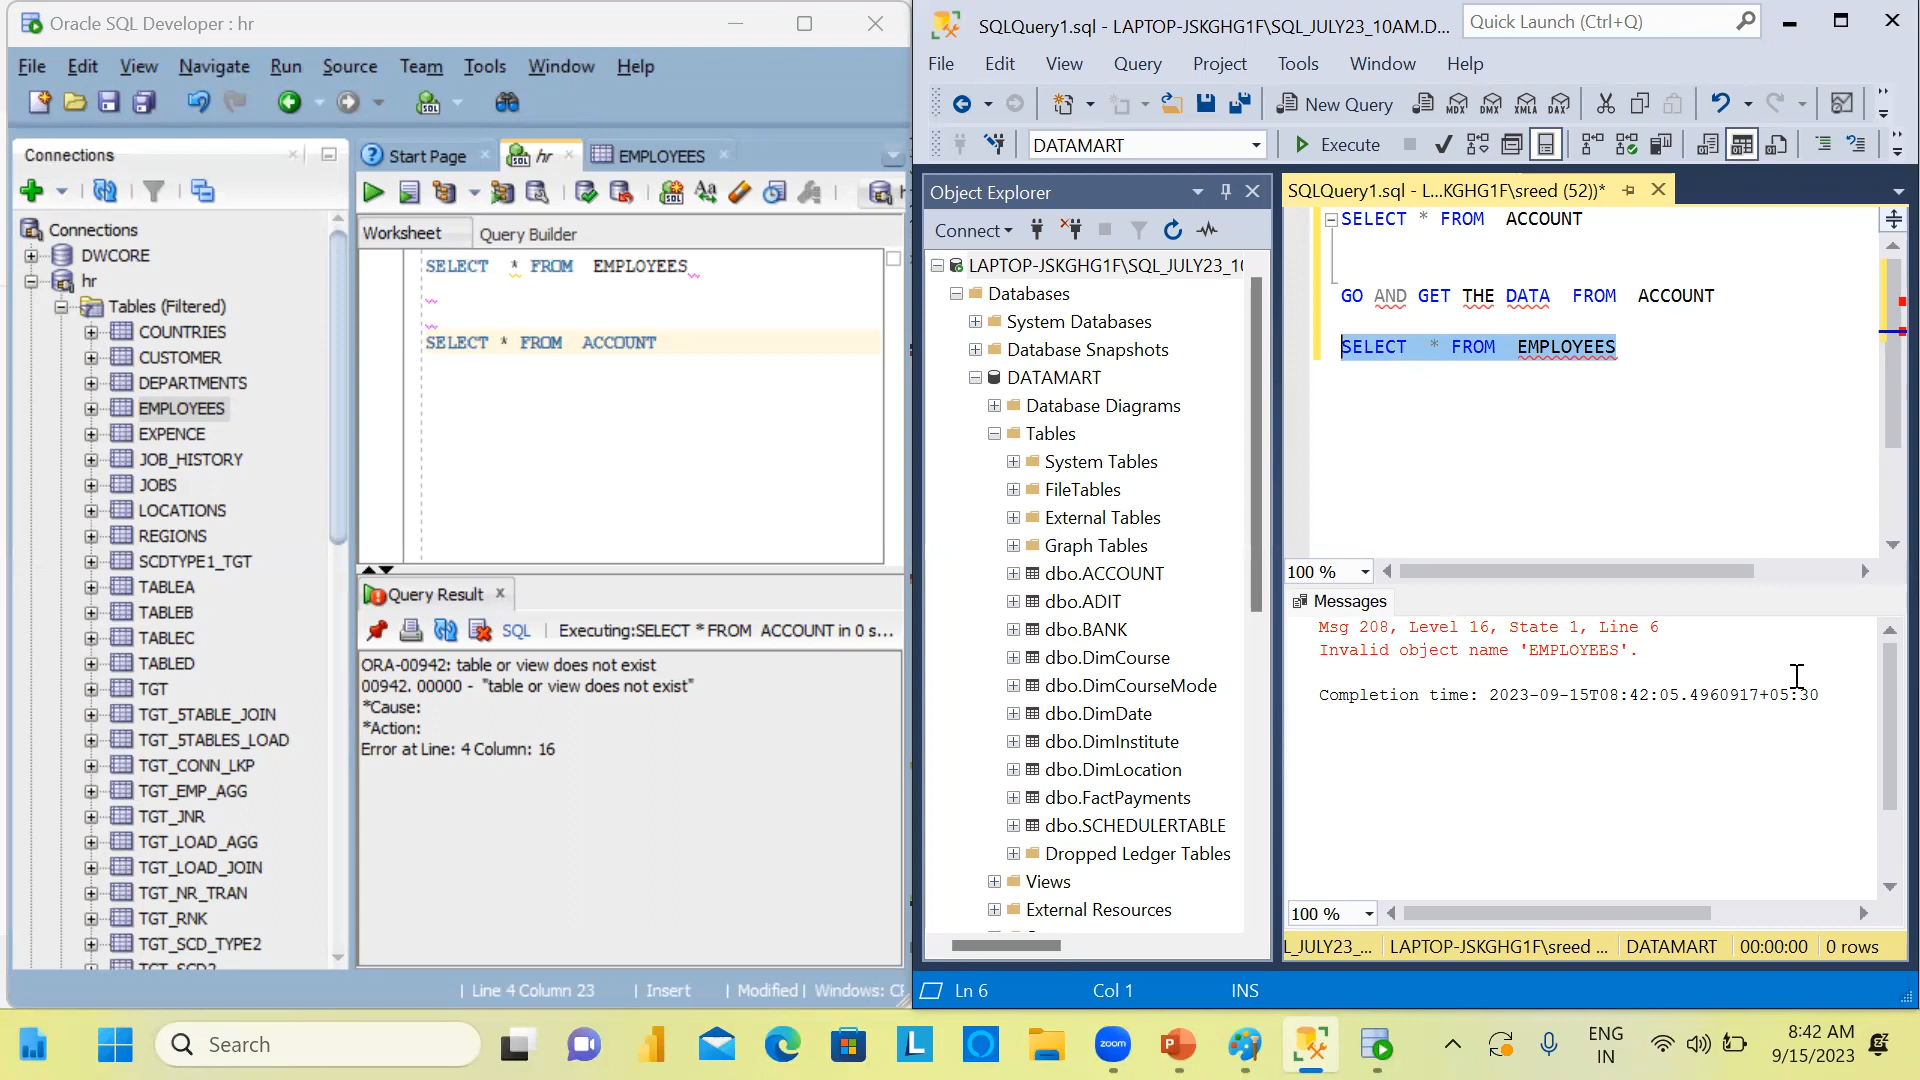 Oracle SQL Developer : hr
File Edit View Navigate Run Source Team Tools Window Help
Connections
Connections
DWCORE
hr
Tables (Filtered)
COUNTRIES
CUSTOMER
DEPARTMENTS
EMPLOYEES
EXPENCE
JOB_HISTORY
JOBS
LOCATIONS
REGIONS
SCDTYPE1_TGT
TABLEA
TABLEB
TABLEC
TABLED
TGT
TGT_5TABLE_JOIN
TGT_5TABLES_LOAD
TGT_CONN_LKP
TGT_EMP_AGG
TGT_JNR
TGT_LOAD_AGG
TGT_LOAD_JOIN
TGT_NR_TRAN
TGT_RNK
TGT_SCD_TYPE2
Start Page hr EMPLOYEES
Worksheet Query Builder
SELECT * FROM EMPLOYEES
SELECT * FROM ACCOUNT
Query Result
SQL | Executing:SELECT * FROM ACCOUNT in 0 s...
ORA-00942: table or view does not exist
00942. 00000 - "table or view does not exist"
*Cause:
*Action:
Error at Line: 4 Column: 16
| Line 4 Column 23 | Insert | Modified | Windows: CF
SQLQuery1.sql - LAPTOP-JSKGHG1F\SQL_JULY23_10AM.D...
Quick Launch (Ctrl+Q)
File Edit View Query Project Tools Window Help
New Query MDX DMX XMLA DAX
DATAMART Execute
Object Explorer
Connect
LAPTOP-JSKGHG1F\SQL_JULY23_1(
Databases
System Databases
Database Snapshots
DATAMART
Database Diagrams
Tables
System Tables
FileTables
External Tables
Graph Tables
dbo.ACCOUNT
dbo.ADIT
dbo.BANK
dbo.DimCourse
dbo.DimCourseMode
dbo.DimDate
dbo.DimInstitute
dbo.DimLocation
dbo.FactPayments
dbo.SCHEDULERTABLE
Dropped Ledger Tables
Views
External Resources
SQLQuery1.sql - L...KGHG1F\sreed (52))*
SELECT * FROM ACCOUNT
GO AND GET THE DATA FROM ACCOUNT
SELECT * FROM EMPLOYEES
100 %
Messages
Msg 208, Level 16, State 1, Line 6
Invalid object name 'EMPLOYEES'.
Completion time: 2023-09-15T08:42:05.4960917+05:30
100 %
L_JULY23_... LAPTOP-JSKGHG1F\sreed ... DATAMART 00:00:00 0 rows
Ln 6 Col 1 INS
Search
zoom
ENG
IN
8:42 AM
9/15/2023